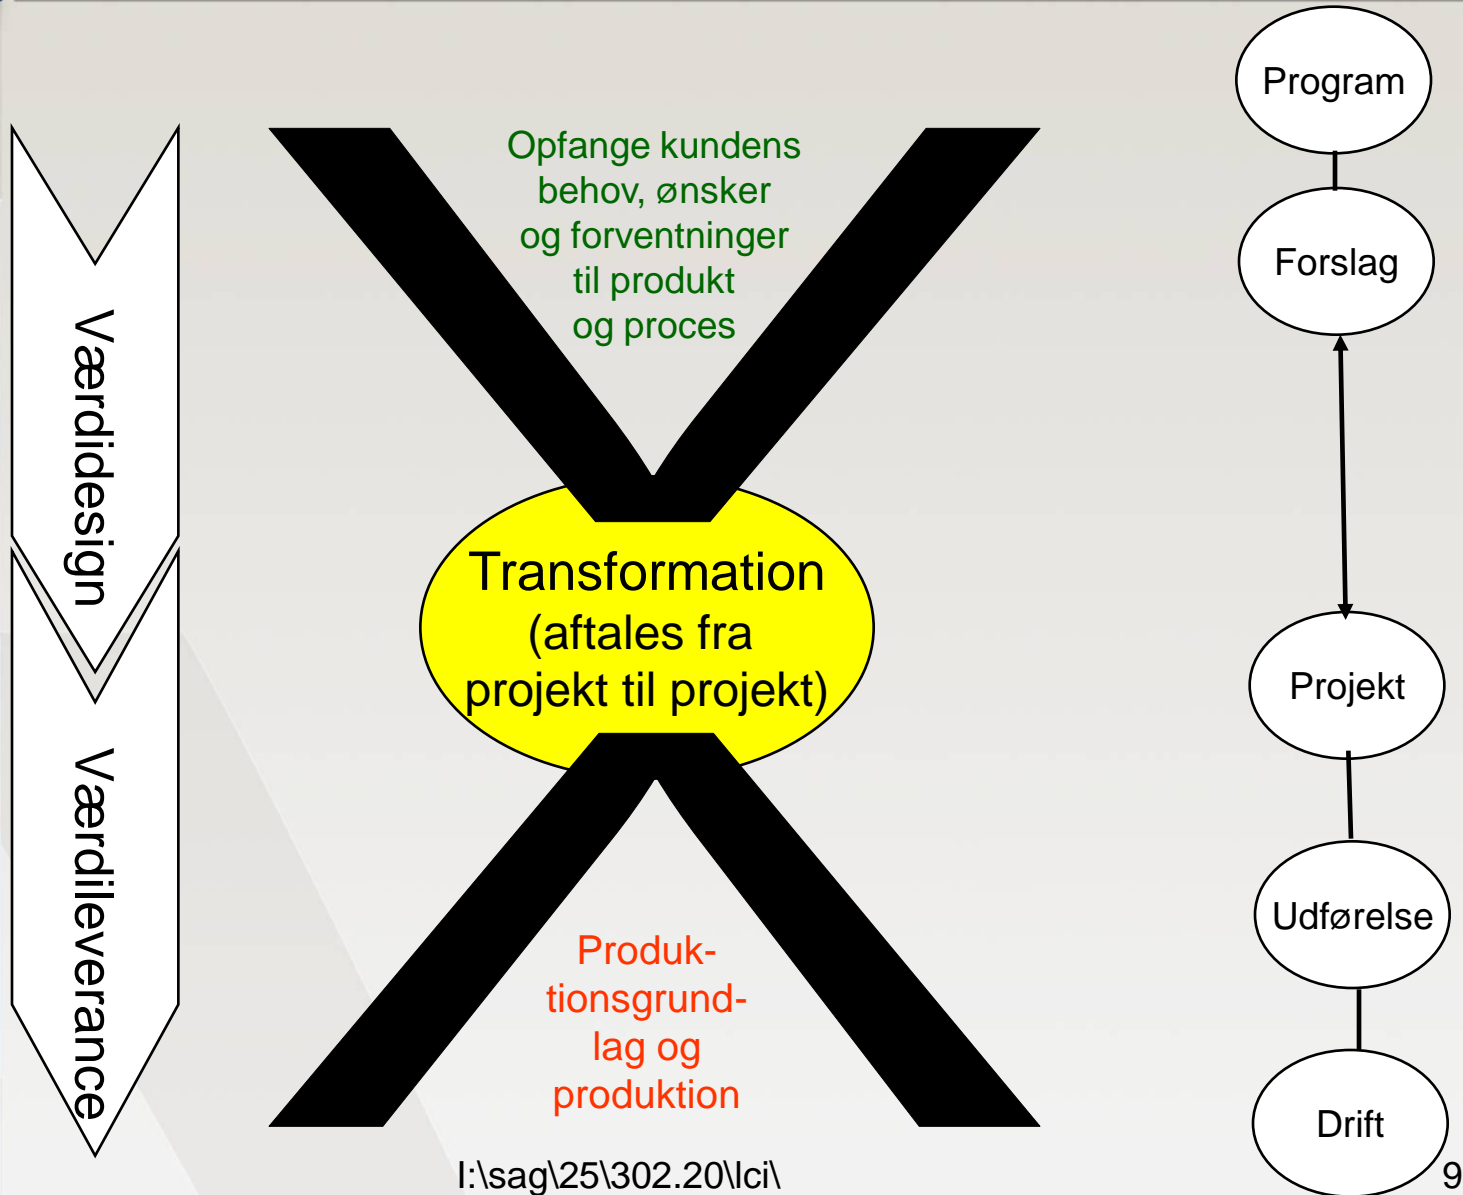 Værdidesign
Værdileverance
Opfange kundens
behov, ønsker
og forventninger
til produkt
og proces
Transformation
(aftales fra
projekt til projekt)
Produk-
tionsgrund-
lag og
produktion
Program
Forslag
Projekt
Udførelse
Drift
I:\sag\25\302.20\lci\
9